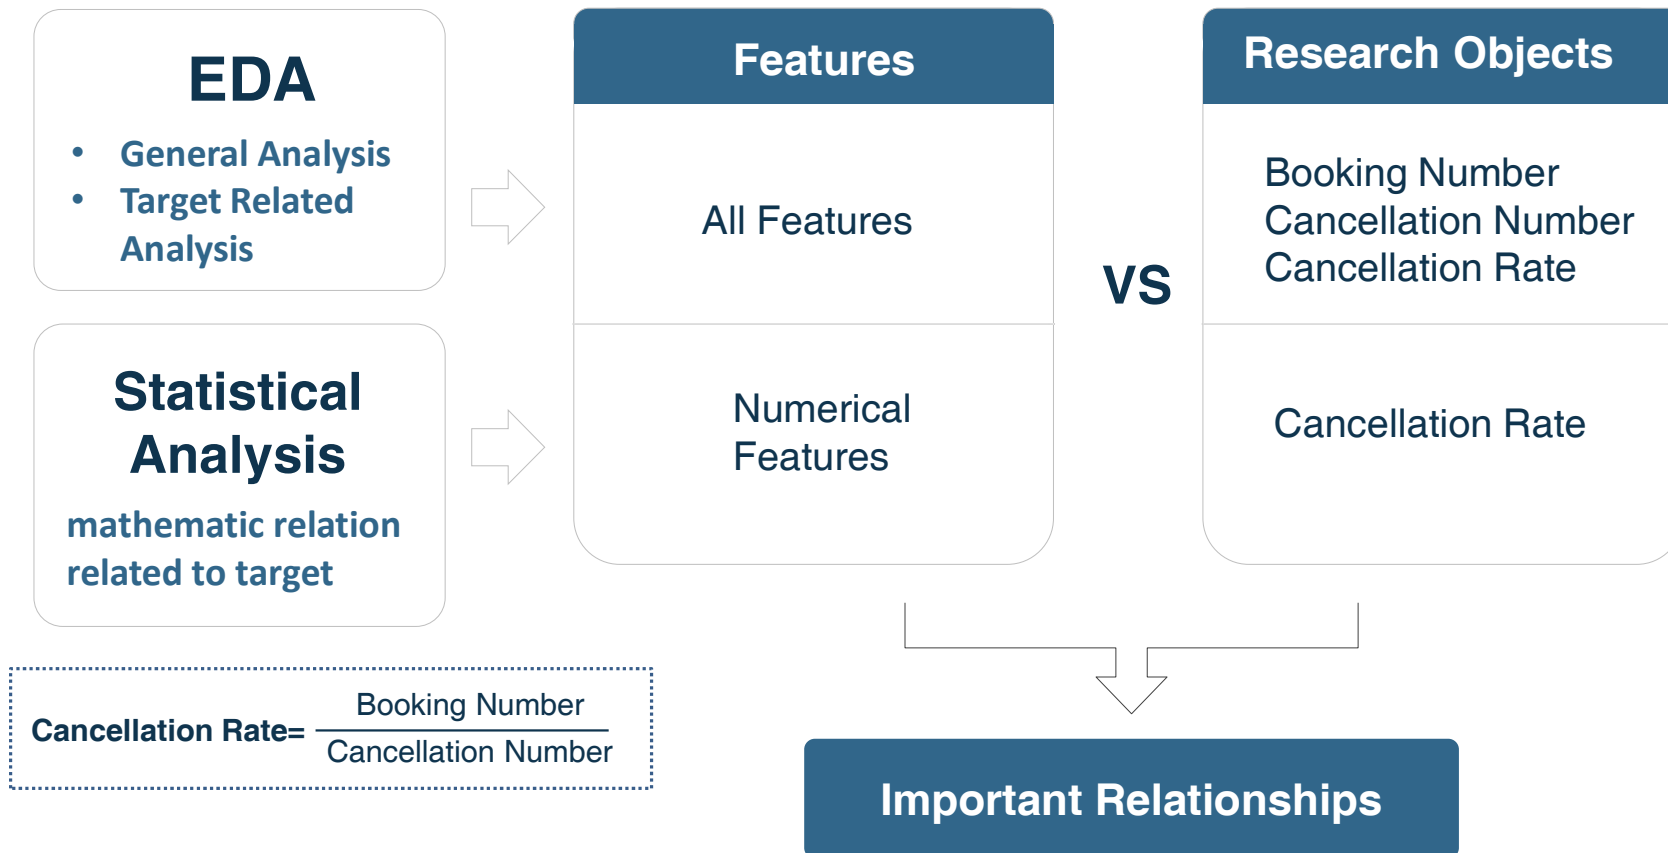 EDA
• General Analysis
• Target Related
Analysis
Statistical
Analysis
mathematic relation
related to target
Features
All Features
Numerical
Features
VS
Research Objects
Booking Number
Cancellation Number
Cancellation Rate
Cancellation Rate
Cancellation Rate=
Booking Number
Cancellation Number
Important Relationships